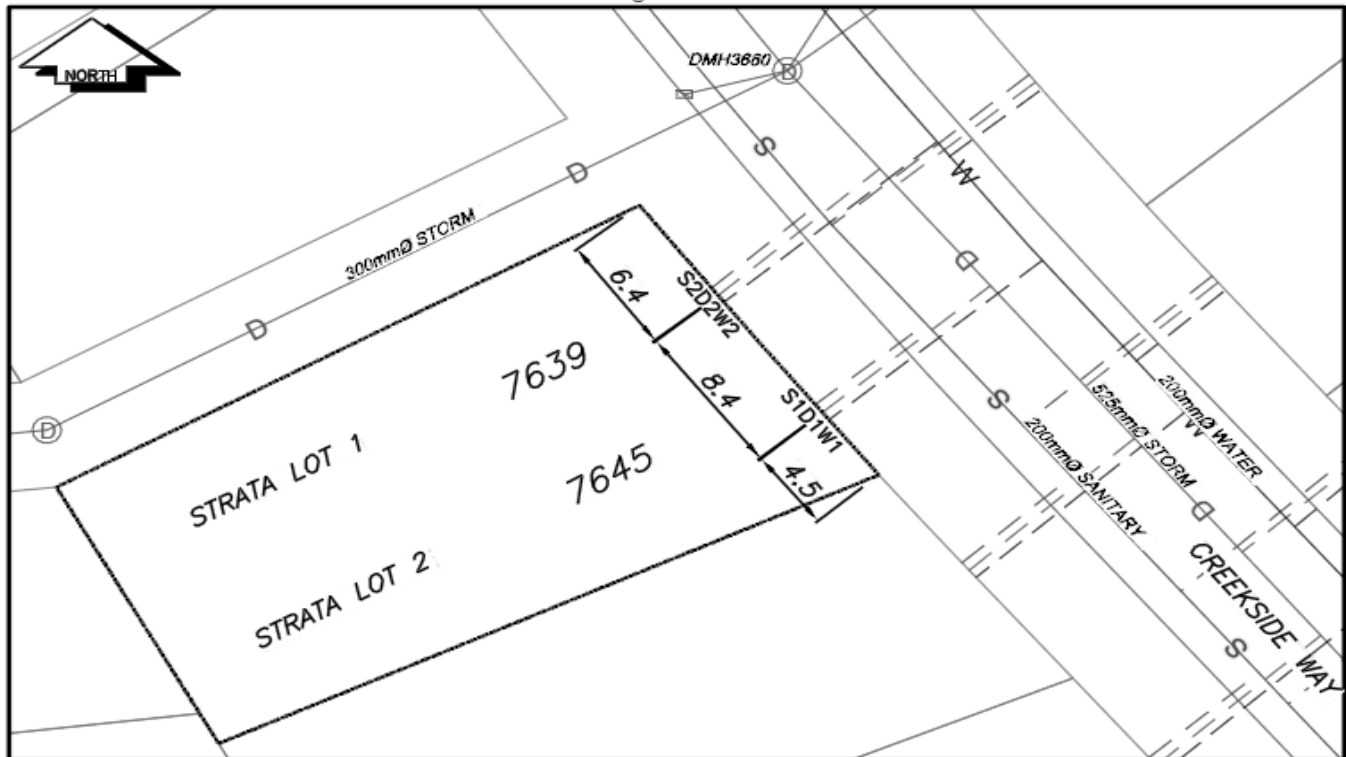 NORTH
DMH3660
D
S
D
W
300mmØ STORM
6.4
S2D2W2
D
D
7639
8.4
S1D1W1
S
525mmØ STORM
200mmØ WATER
W
200mmØ SANITARY
D
STRATA LOT 1
7645
4.5
D
D
CREEKSIDE WAY
STRATA LOT 2
S